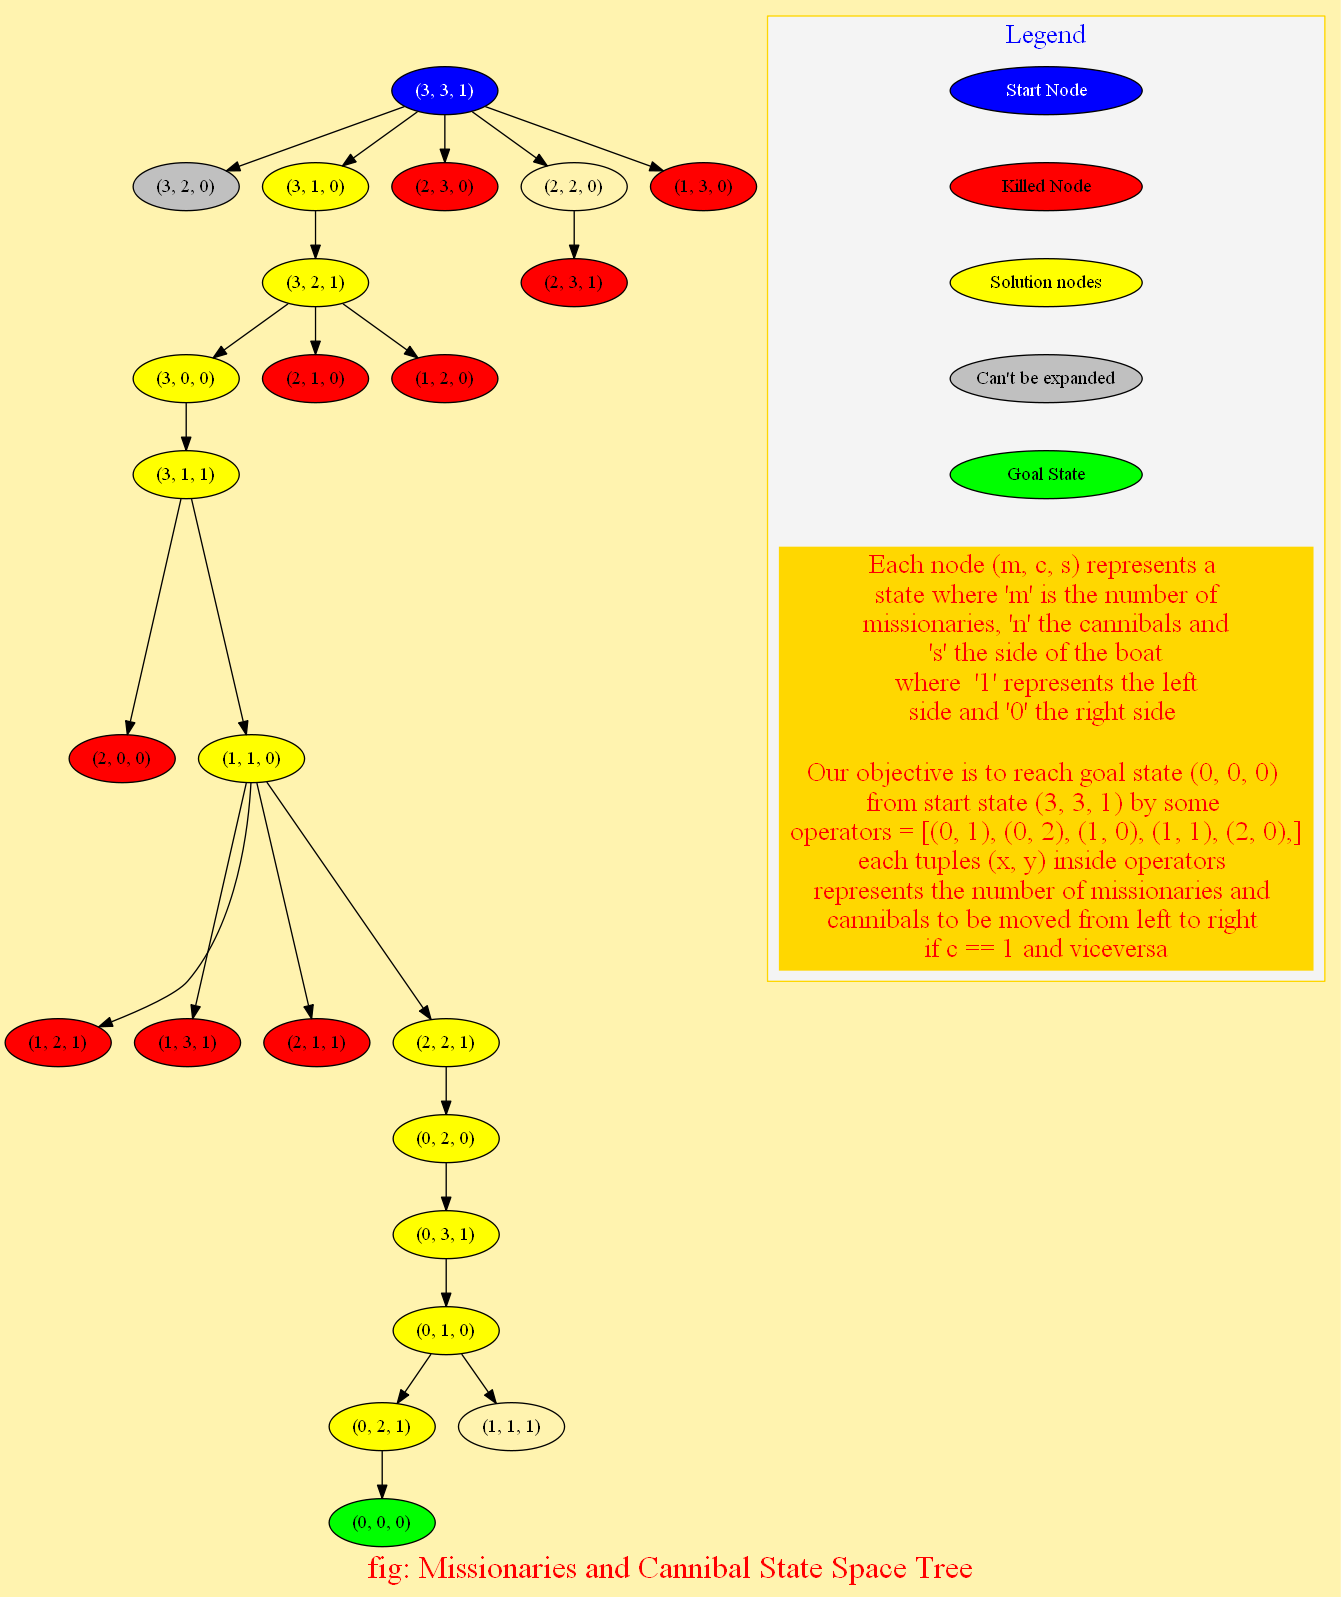 Legend
(3, 3, 1)
Start Node
(3, 2, 0)
(3, 1, 0)
(2, 3, 0)
(2, 2, 0)
(1, 3, 0)
Killed Node
(3, 2, 1)
(2, 3, 1)
Solution nodes
(3, 0, 0)
(2, 1, 0)
(1, 2, 0)
Can't be expanded
(3, 1, 1)
Goal State
Each node (m, c, s) represents a
state where 'm' is the number of
missionaries, 'n' the cannibals and
's' the side of the boat
where  '1' represents the left
side and '0' the right side
Our objective is to reach goal state (0, 0, 0)
from start state (3, 3, 1) by some
operators = [(0, 1), (0, 2), (1, 0), (1, 1), (2, 0),]
each tuples (x, y) inside operators
represents the number of missionaries and
cannibals to be moved from left to right
if c == 1 and viceversa
(2, 0, 0)
(1, 1, 0)
(1, 2, 1)
(1, 3, 1)
(2, 1, 1)
(2, 2, 1)
(0, 2, 0)
(0, 3, 1)
(0, 1, 0)
(0, 2, 1)
(1, 1, 1)
(0, 0, 0)
fig: Missionaries and Cannibal State Space Tree